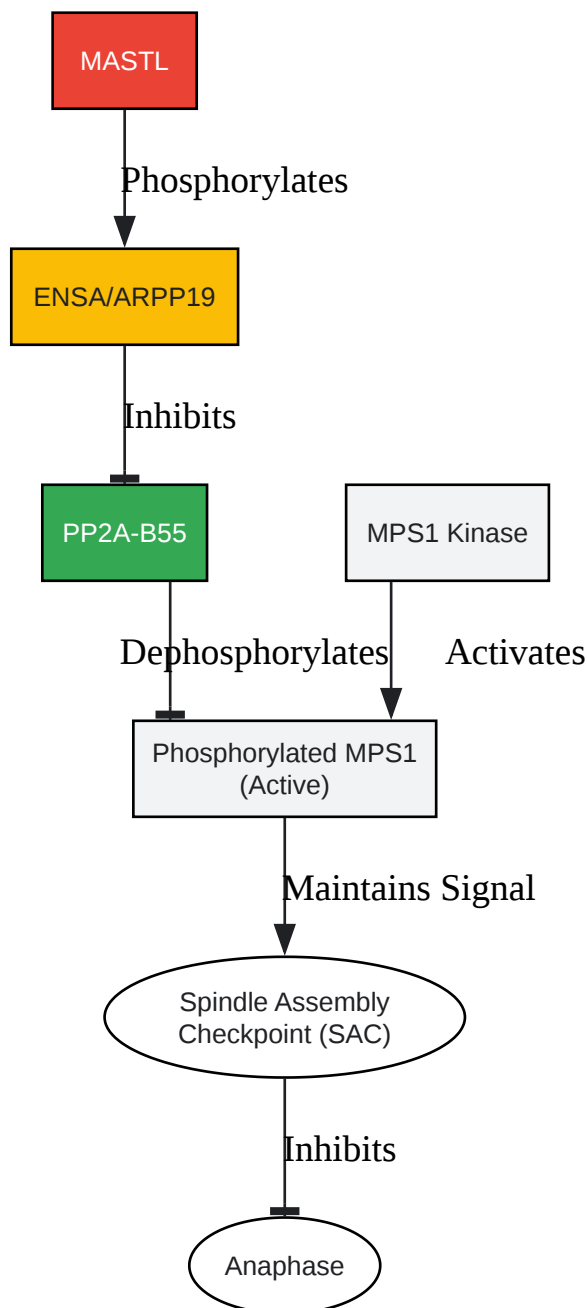 MASTL
Phosphorylates
ENSA/ARPP19
Inhibits
PP2A-B55
MPS1 Kinase
Dephosphorylates
Activates
Phosphorylated MPS1
(Active)
Maintains Signal
Spindle Assembly
Checkpoint (SAC)
Inhibits
Anaphase